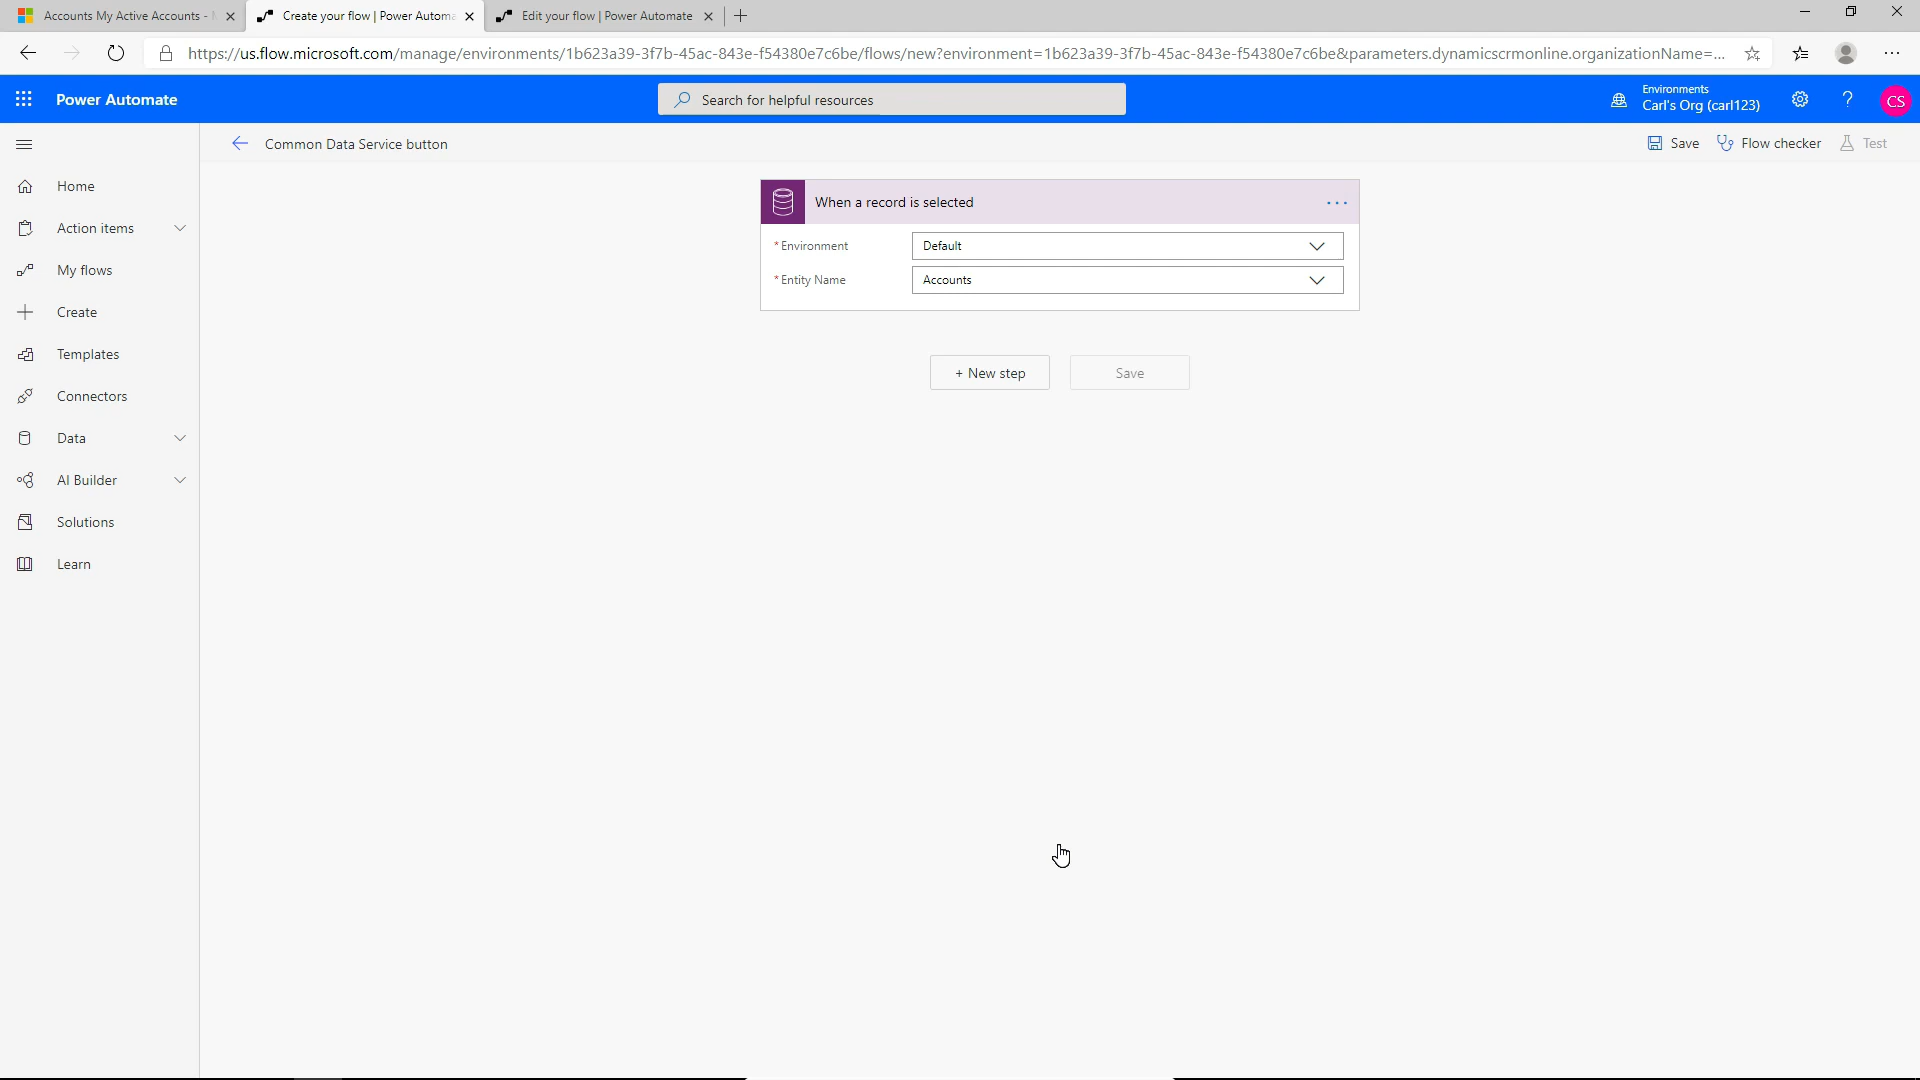 Accounts My Active Accounts -
Create your flow | Power Automa
Edit your flow | Power Automate
https://us.flow.microsoft.com/manage/environments/1b623a39-3f7b-45ac-843e-f54380e7c6be/flows/new?environment=1b623a39-3f7b-45ac-843e-f54380e7c6be&parameters.dynamicscrmonline.organizationName=...
Power Automate
Search for helpful resources
Environments
Carl's Org (carl123)
?
CS
Common Data Service button
Save
Flow checker
Test
Home
Action items
My flows
Create
Templates
Connectors
Data
AI Builder
Solutions
Learn
When a record is selected
* Environment
Default
* Entity Name
Accounts
+ New step
Save